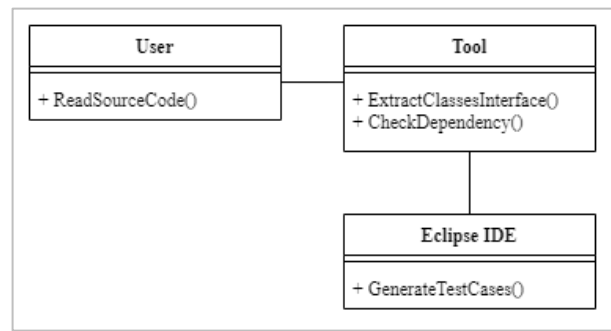 User
+ ReadSourceCode()
Tool
+ ExtractClassesInterface()
+ CheckDependency()
Eclipse IDE
+ GenerateTestCases()